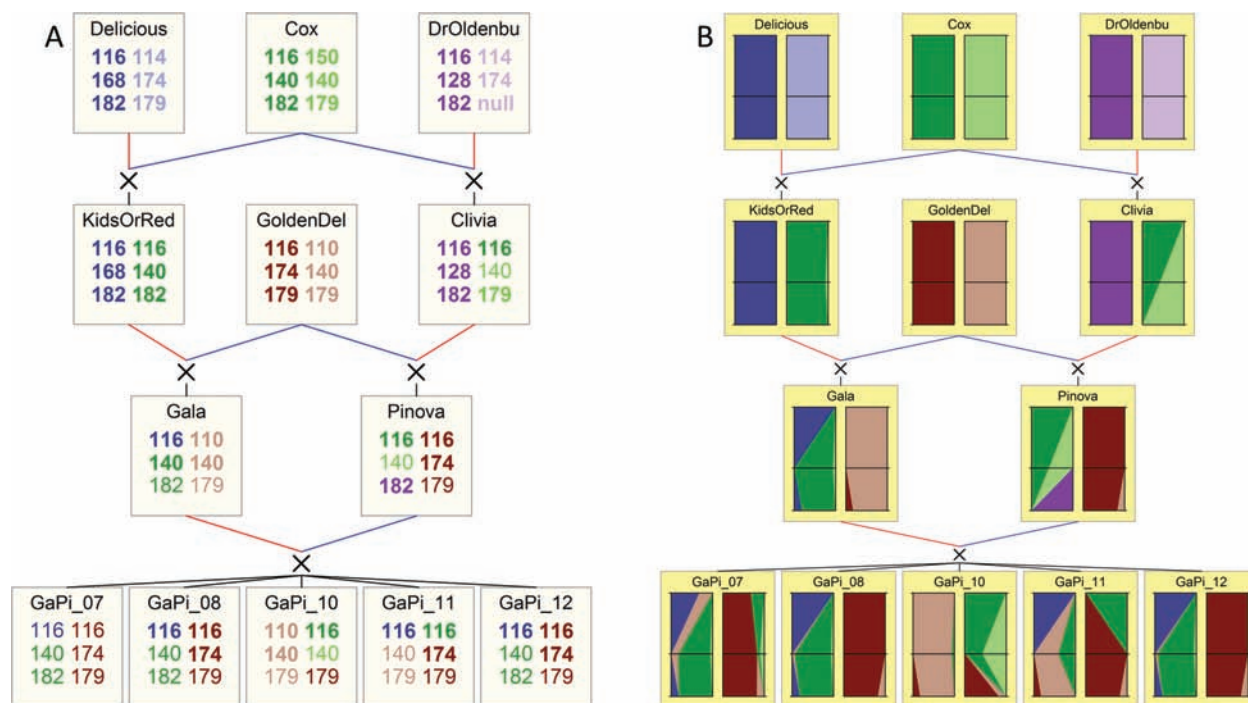 A
Delicious
116 114
168 174
182 179
Cox
116 150
140 140
182 179
DrOldenbu
116 114
128 174
182 null
KidsOrRed
116 116
168 140
182 182
GoldenDel
116 110
174 140
179 179
Clivia
116 116
128 140
182 179
Gala
116 110
140 140
182 179
Pinova
116 116
140 174
182 179
GaPi_07
116 116
140 174
182 179
GaPi_08
116 116
140 174
182 179
GaPi_10
110 116
140 140
179 179
GaPi_11
116 116
140 174
179 179
GaPi_12
116 116
140 174
182 179
B
Delicious
Cox
DrOldenbu
KidsOrRed
GoldenDel
Clivia
Gala
Pinova
GaPi_07
GaPi_08
GaPi_10
GaPi_11
GaPi_12